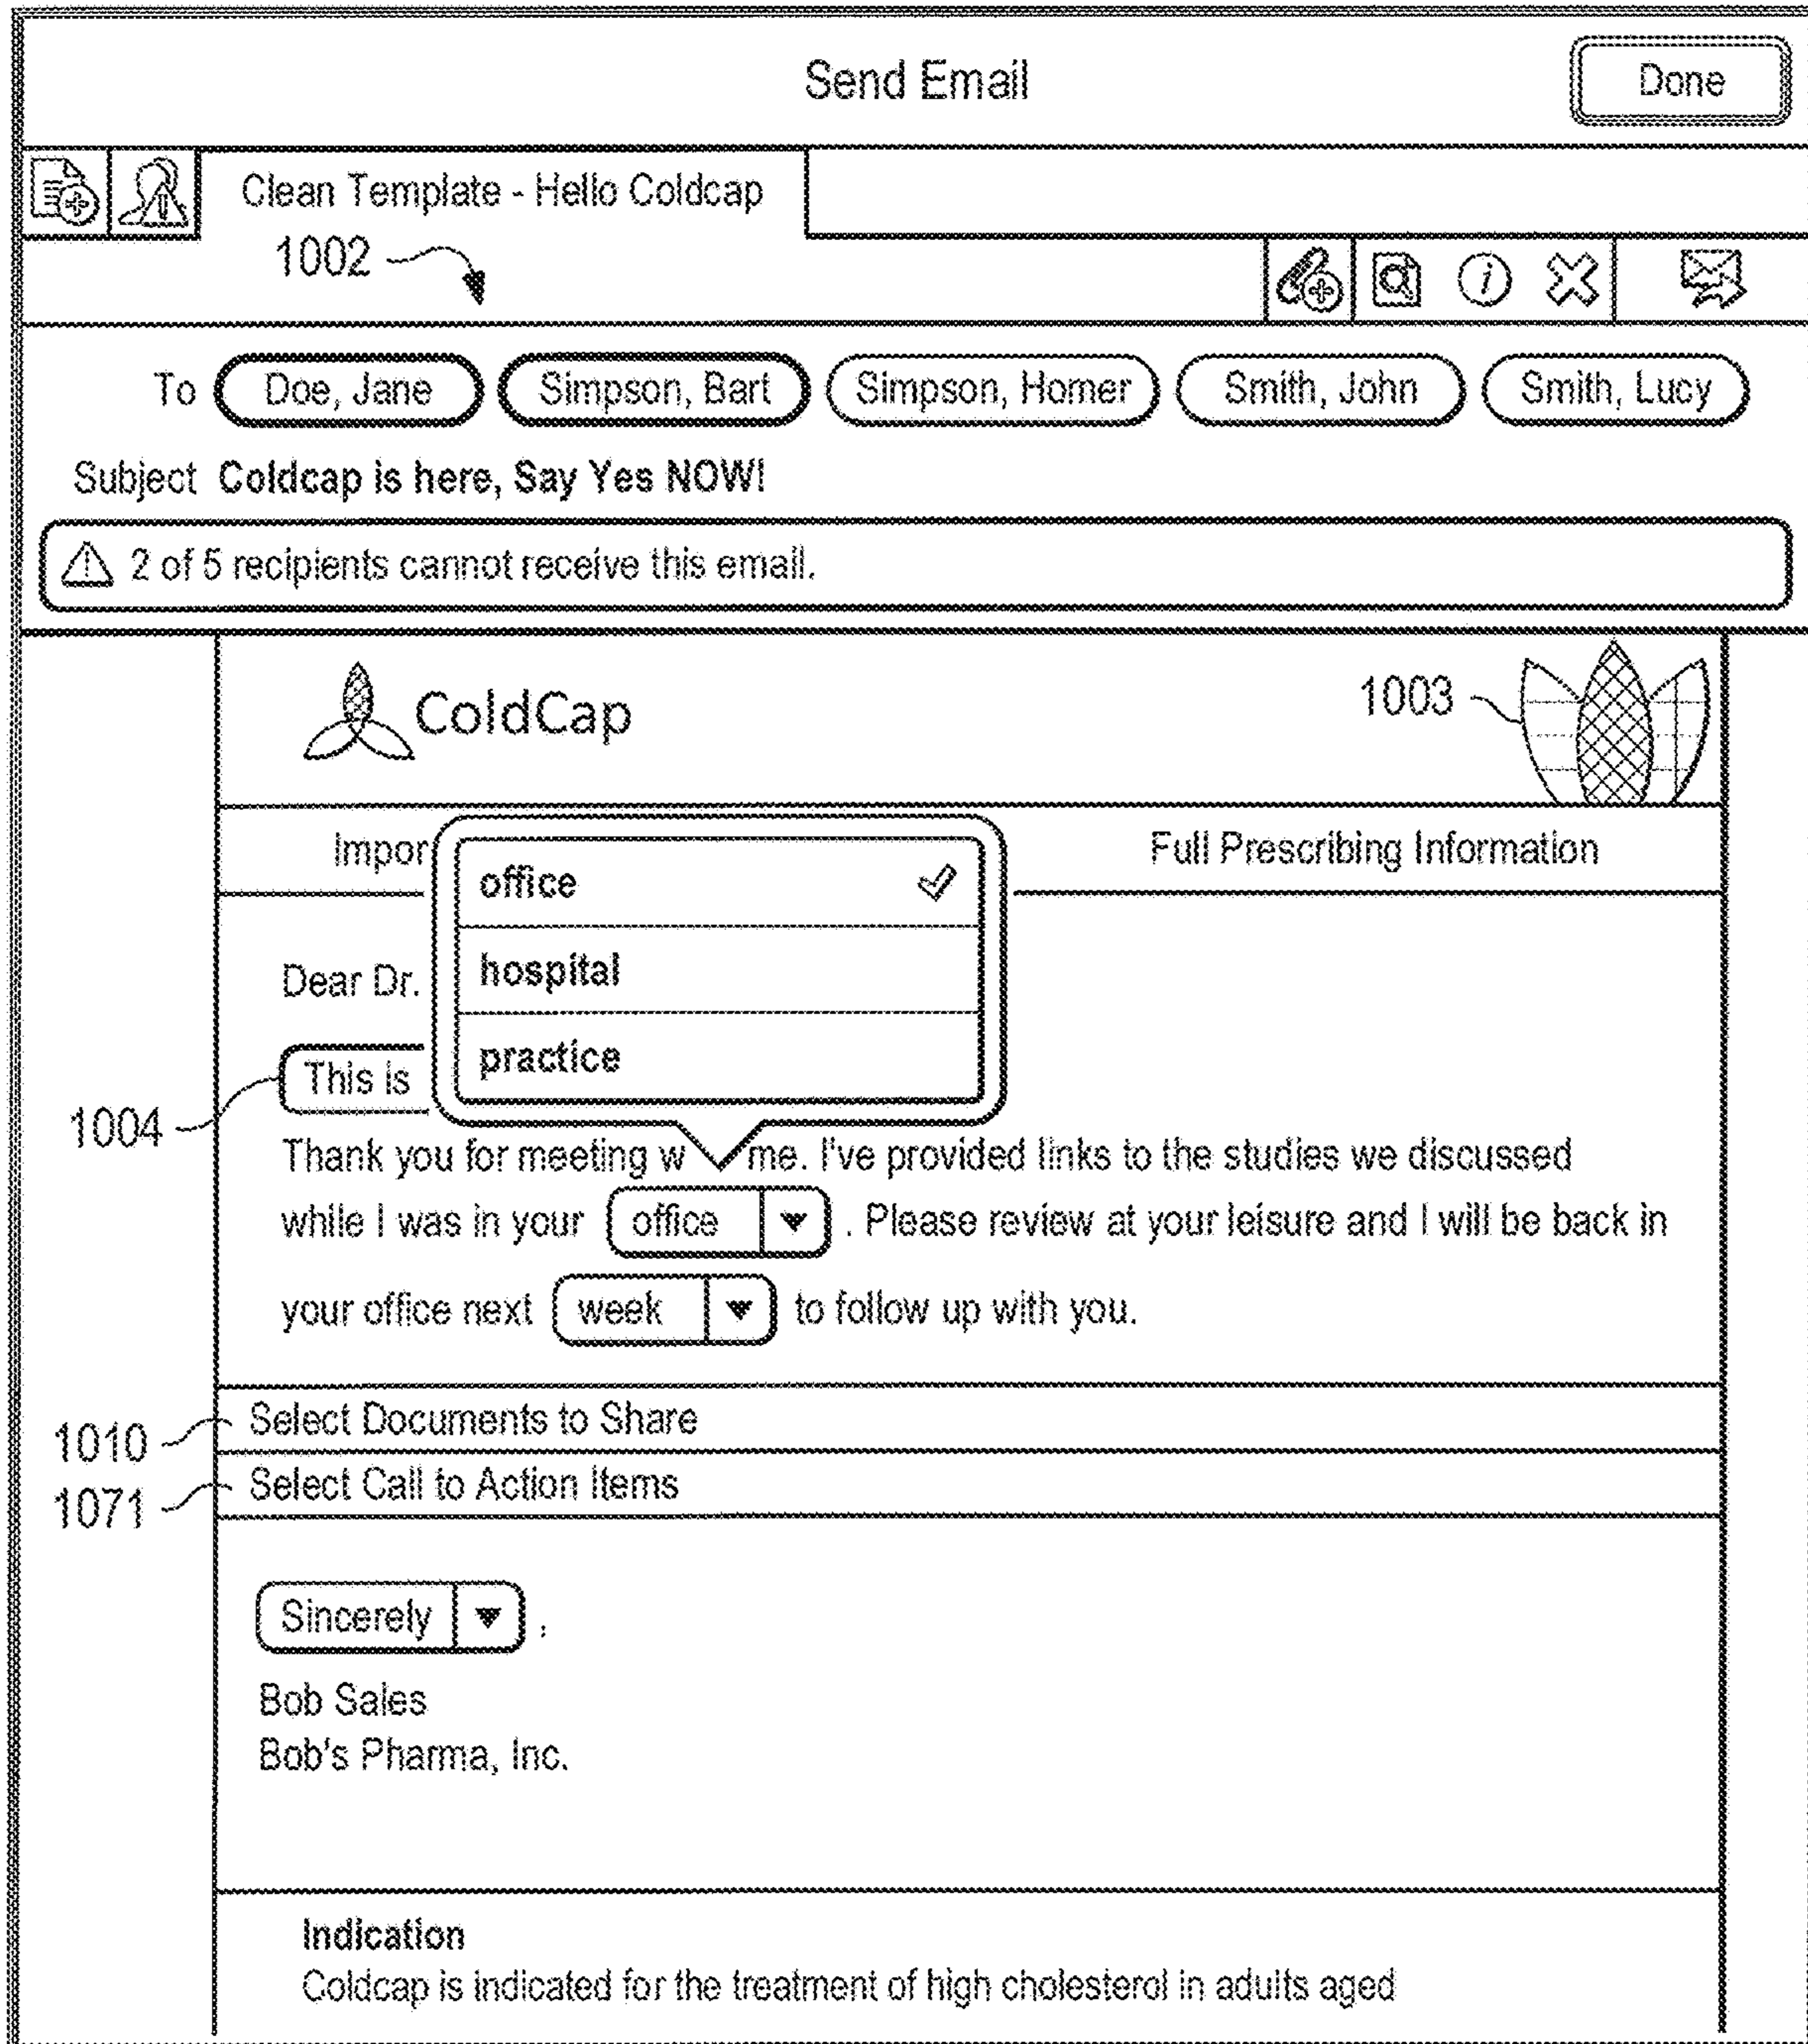 Send Email
Done
Clean Template - Hello Coldcap
1002
To Doe, Jane Simpson, Bart Simpson, Homer Smith, John Smith, Lucy
Subject Coldcap is here, Say Yes NOW!
2 of 5 recipients cannot receive this email.
ColdCap
1003
Impor
Full Prescribing Information
office
hospital
practice
Dear Dr.
This is
1004
Thank you for meeting w me. I've provided links to the studies we discussed
while I was in your office . Please review at your leisure and I will be back in
your office next week to follow up with you.
1010 Select Documents to Share
1071 Select Call to Action Items
Sincerely ,
Bob Sales
Bob's Pharma, Inc.
Indication
Coldcap is indicated for the treatment of high cholesterol in adults aged